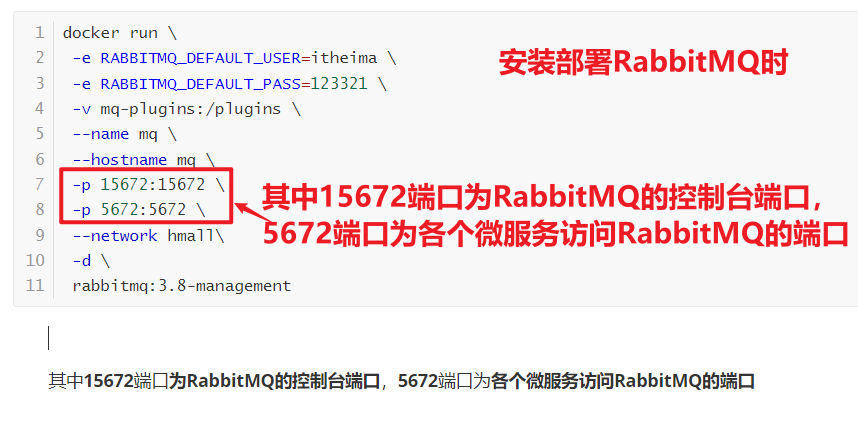 1 docker run \
安装部署RabbitMQ时
2 -e RABBITMQ_DEFAULT_USER=itheima \
3 -e RABBITMQ_DEFAULT_PASS=123321 \
4 -v mq-plugins:/plugins \
5 --name mq \
6 --hostname mq \
7 -p 15672:15672 \
8 -p 5672:5672 \
其中15672端口为RabbitMQ的控制台端口，
5672端口为各个微服务访问RabbitMQ的端口
9 --network hmall\
10 -d \
11 rabbitmq:3.8-management
其中15672端口为RabbitMQ的控制台端口，5672端口为各个微服务访问RabbitMQ的端口